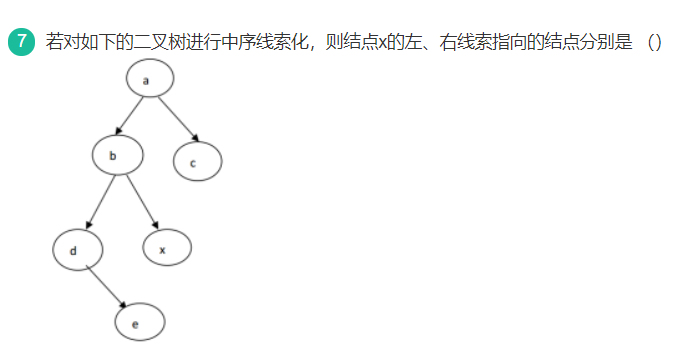 7 若对如下的二叉树进行中序线索化，则结点x的左、右线索指向的结点分别是 （）
a
b
c
d
x
e